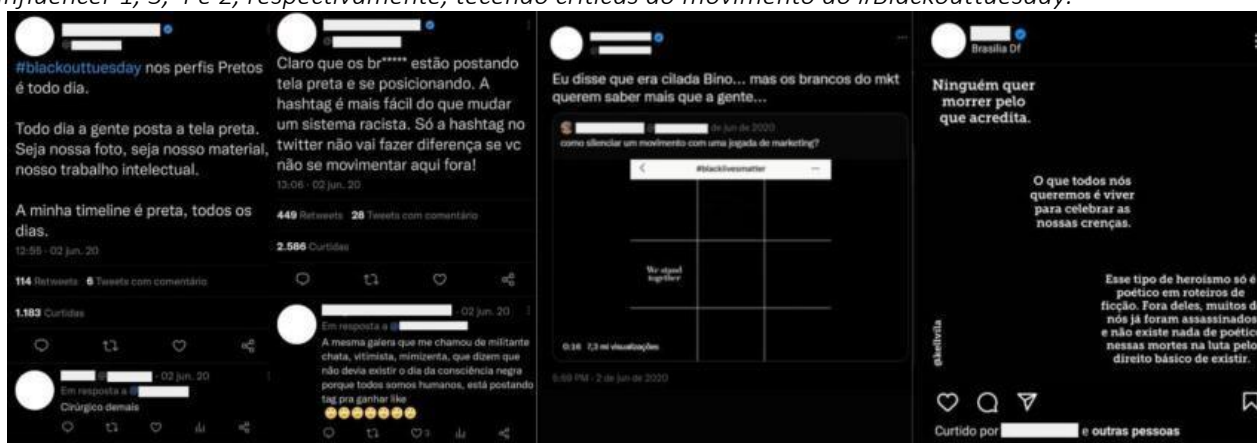 Influencer 1, 3, 4 e 2, respectivamente, tecendo críticas ao movimento do #Blackouttuesday.
#blackouttuesday nos perfis Pretos
é todo dia.
Todo dia a gente posta a tela preta.
Seja nossa foto, seja nosso material,
nosso trabalho intelectual.
A minha timeline é preta, todos os
dias.
12:55 · 02 jun. 20
114 Retweets 6 Tweets com comentário
1.183 Curtidas
· 02 jun. 20
Em resposta a
Cirúrgico demais
Claro que os br***** estão postando
tela preta e se posicionando. A
hashtag é mais fácil do que mudar
um sistema racista. Só a hashtag no
twitter não vai fazer diferença se vc
não se movimentar aqui fora!
13:06 · 02 jun. 20
449 Retweets 28 Tweets com comentário
2.586 Curtidas
· 02 jun. 20
Em resposta a @
A mesma galera que me chamou de militante
chata, vitimista, mimizenta, que dizem que
não devia existir o dia da consciência negra
porque todos somos humanos, está postando
tag pra ganhar like
3
Eu disse que era cilada Bino... mas os brancos do mkt
querem saber mais que a gente...
de jun de 2020
como silenciar um movimento com uma jogada de marketing?
#blacklivesmatter
We stand
together
0:16 7,3 mi visualizações
PM · 2 de jun de 2020
Brasília Df
Ninguém quer
morrer pelo
que acredita.
O que todos nós
queremos é viver
para celebrar as
nossas crenças.
Esse tipo de heroísmo só é
poético em roteiros de
ficção. Fora deles, muitos d
nós já foram assassinados
e não existe nada de poétic
nessas mortes na luta pelo
direito básico de existir.
@kellvila
Curtido por e outras pessoas